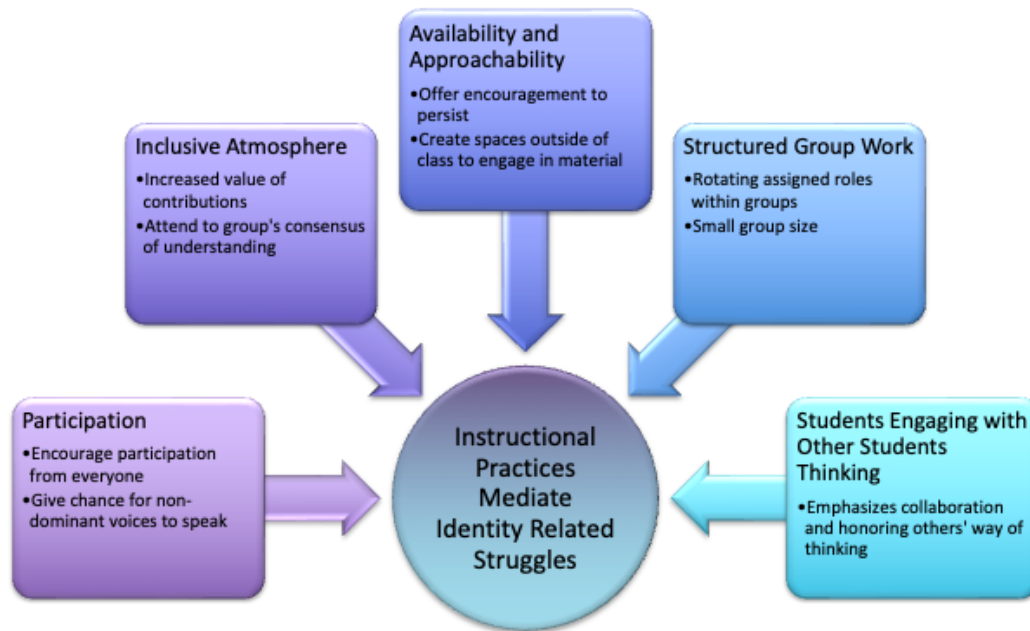 Participation
•Encourage participation
from everyone
•Give chance for non-
dominant voices to speak
Inclusive Atmosphere
•Increased value of
contributions
•Attend to group's consensus
of understanding
Availability and
Approachability
•Offer encouragement to
persist
•Create spaces outside of
class to engage in material
Structured Group Work
•Rotating assigned roles
within groups
•Small group size
Students Engaging with
Other Students
Thinking
•Emphasizes collaboration
and honoring others' way of
thinking
Instructional
Practices
Mediate
Identity Related
Struggles